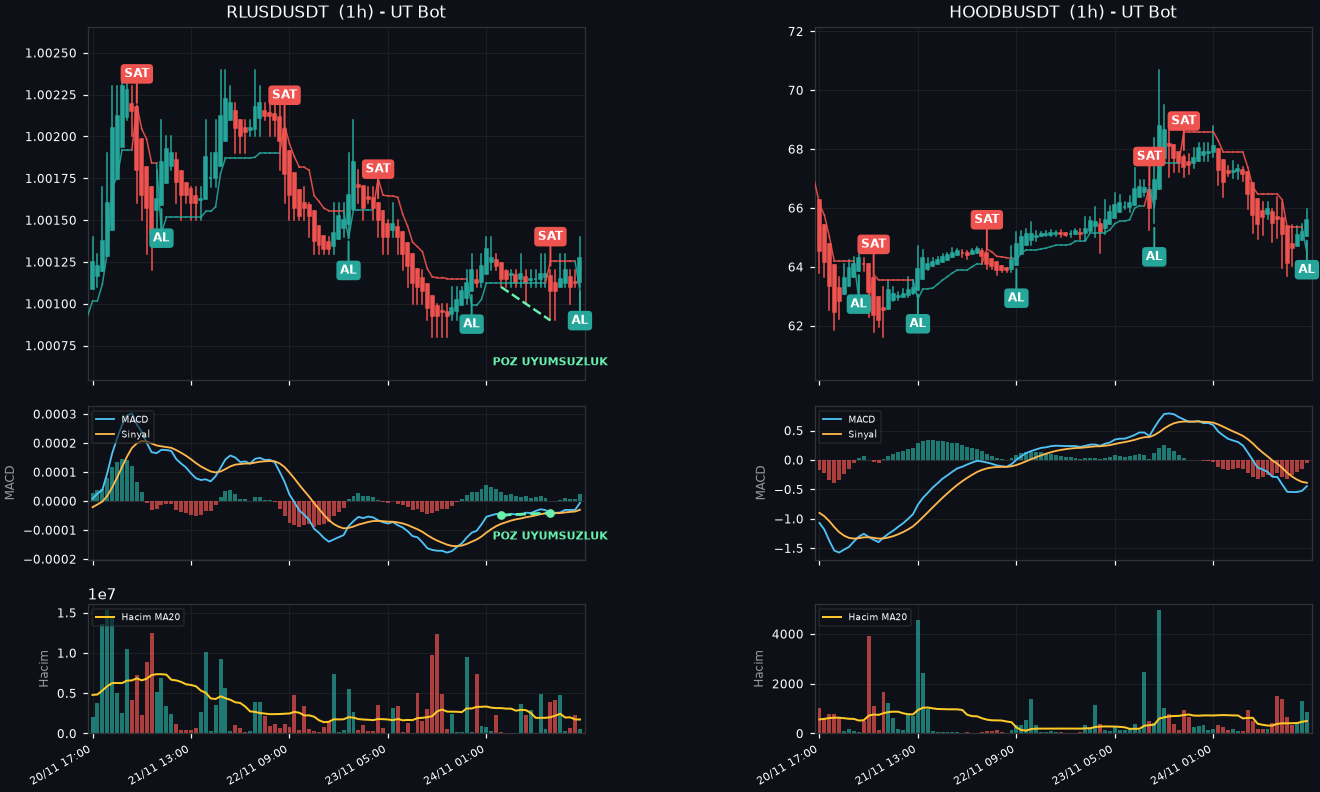 RLUSDUSDT (1h) - UT Bot
1.00250
1.00225
1.00200
1.00175
1.00150
1.00125
1.00100
1.00075
SAT
AL
SAT
AL
SAT
AL
SAT
AL
POZ UYUMSUZLUK
MACD
0.0003
0.0002
0.0001
0.0000
−0.0001
−0.0002
MACD
Sinyal
POZ UYUMSUZLUK
Hacim
1e7
1.5
1.0
0.5
0.0
Hacim MA20
20/11 17:00
21/11 13:00
22/11 09:00
23/11 05:00
24/11 01:00
HOODBUSDT (1h) - UT Bot
72
70
68
66
64
62
AL
SAT
AL
SAT
AL
SAT
AL
SAT
AL
MACD
0.5
0.0
−0.5
−1.0
−1.5
MACD
Sinyal
Hacim
4000
2000
0
Hacim MA20
20/11 17:00
21/11 13:00
22/11 09:00
23/11 05:00
24/11 01:00